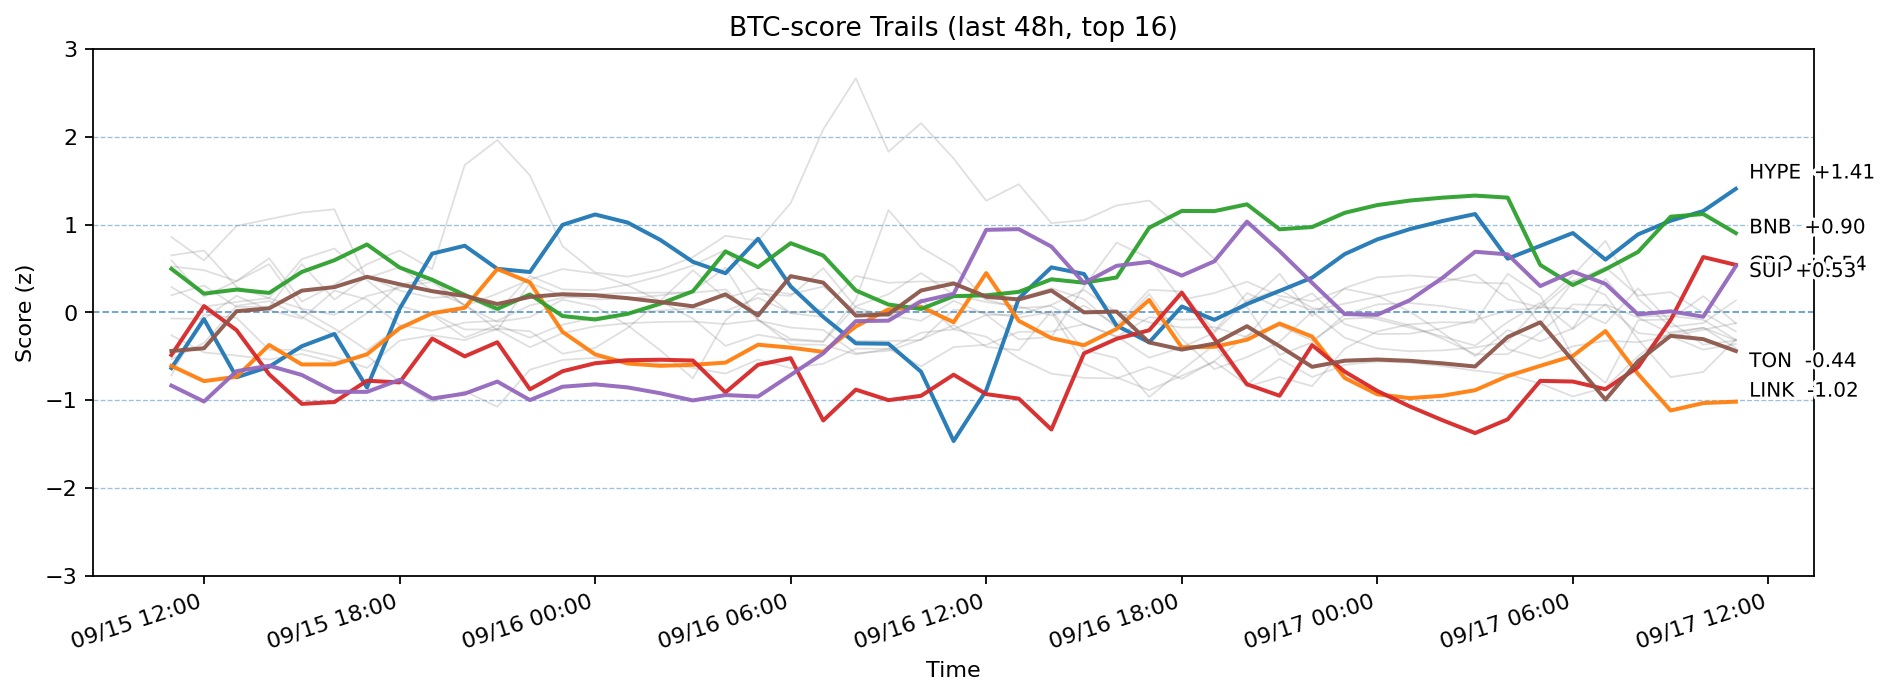 BTC-score Trails (last 48h, top 16)
3
2
1
0
−1
−2
−3
Score (z)
HYPE +1.41
BNB +0.90
SUI +0.53
TON -0.44
LINK -1.02
09/15 12:00
09/15 18:00
09/16 00:00
09/16 06:00
09/16 12:00
09/16 18:00
09/17 00:00
09/17 06:00
09/17 12:00
Time